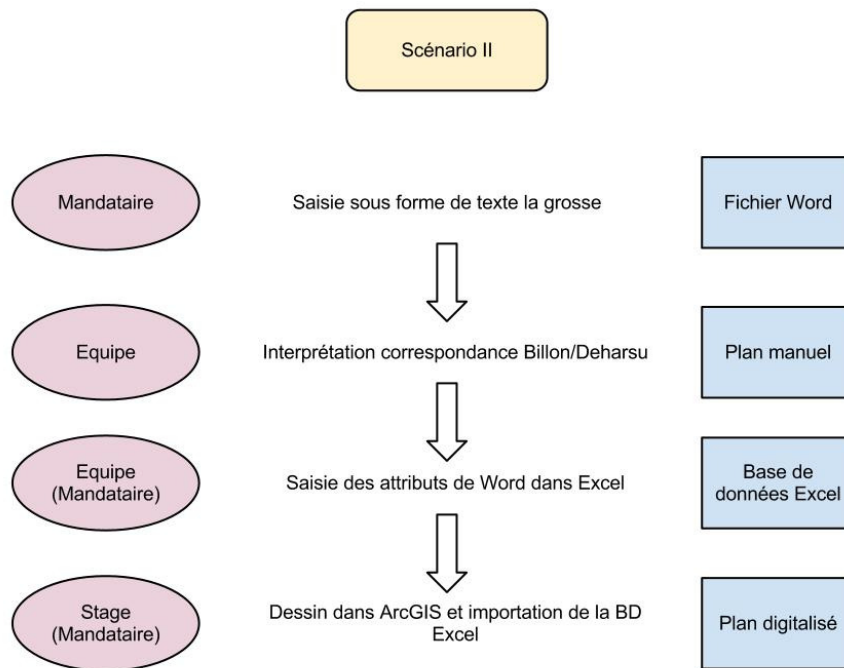 Scénario II
Mandataire
Saisie sous forme de texte la grosse
Fichier Word
Equipe
Interprétation correspondance Billon/Deharsu
Plan manuel
Equipe
(Mandataire)
Saisie des attributs de Word dans Excel
Base de
données Excel
Stage
(Mandataire)
Dessin dans ArcGIS et importation de la BD
Excel
Plan digitalisé